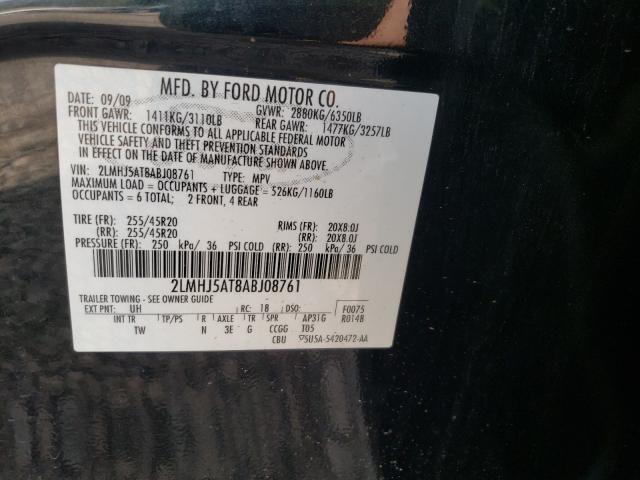 MFD. BY FORD MOTOR CO.
DATE: 09/09 GVWR: 2880KG/6350LB
FRONT GAWR: 1411KG/3110LB REAR GAWR: 1477KG/3257LB
THIS VEHICLE CONFORMS TO ALL APPLICABLE FEDERAL MOTOR
VEHICLE SAFETY AND THEFT PREVENTION STANDARDS
IN EFFECT ON THE DATE OF MANUFACTURE SHOWN ABOVE.
VIN: 2LMHJ5AT8ABJ08761 TYPE: MPV
MAXIMUM LOAD = OCCUPANTS + LUGGAGE = 526KG/1160LB
OCCUPANTS = 6 TOTAL; 2 FRONT, 4 REAR
TIRE (FR): 255/45R20 RIMS (FR): 20X8.0J
(RR): 255/45R20 (RR): 20X8.0J
PRESSURE (FR): 250 kPa/ 36 PSI COLD (RR): 250 kPa/ 36 PSI COLD
2LMHJ5AT8ABJ08761
TRAILER TOWING - SEE OWNER GUIDE
EXT PNT: UH RC: 18 DSO: F0075
INT TR TP/PS R AXLE TR SPR AP31G R014B
TW N 3E G CCGG T05
CBU 5U5A-5420472-AA